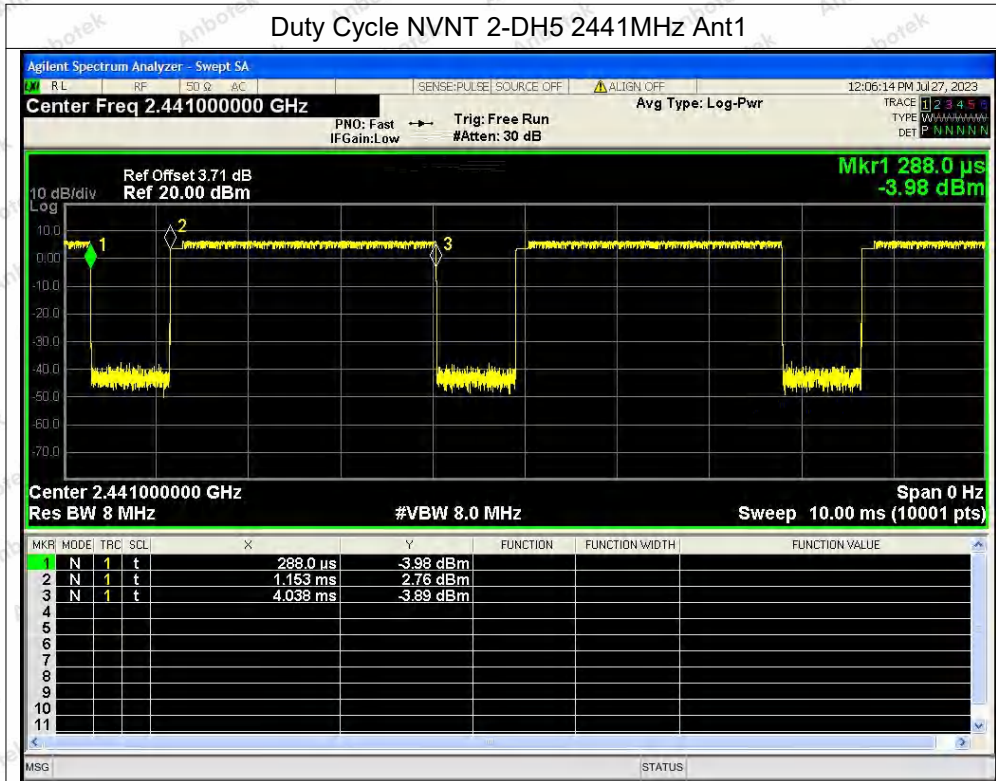 Duty Cycle NVNT 2-DH5 2441MHz Ant1
Agilent Spectrum Analyzer - Swept SA
LXI RL RF 50 Ω AC SENSE:PULSE SOURCE OFF ALIGN OFF 12:06:14 PM Jul 27, 2023
Center Freq 2.441000000 GHz Avg Type: Log-Pwr TRACE 1 2 3 4 5 6
PNO: Fast Trig: Free Run TYPE W
IFGain:Low #Atten: 30 dB DET P N N N N N
Mkr1 288.0 µs
Ref Offset 3.71 dB
10 dB/div Ref 20.00 dBm -3.98 dBm
Log
10.0
0.00
-10.0
-20.0
-30.0
-40.0
-50.0
-60.0
-70.0
1
2
3
Center 2.441000000 GHz Span 0 Hz
Res BW 8 MHz #VBW 8.0 MHz Sweep 10.00 ms (10001 pts)
MKR MODE TRC SCL X Y FUNCTION FUNCTION WIDTH FUNCTION VALUE
1 N 1 t 288.0 µs -3.98 dBm
2 N 1 t 1.153 ms 2.76 dBm
3 N 1 t 4.038 ms -3.89 dBm
4
5
6
7
8
9
10
11
MSG STATUS